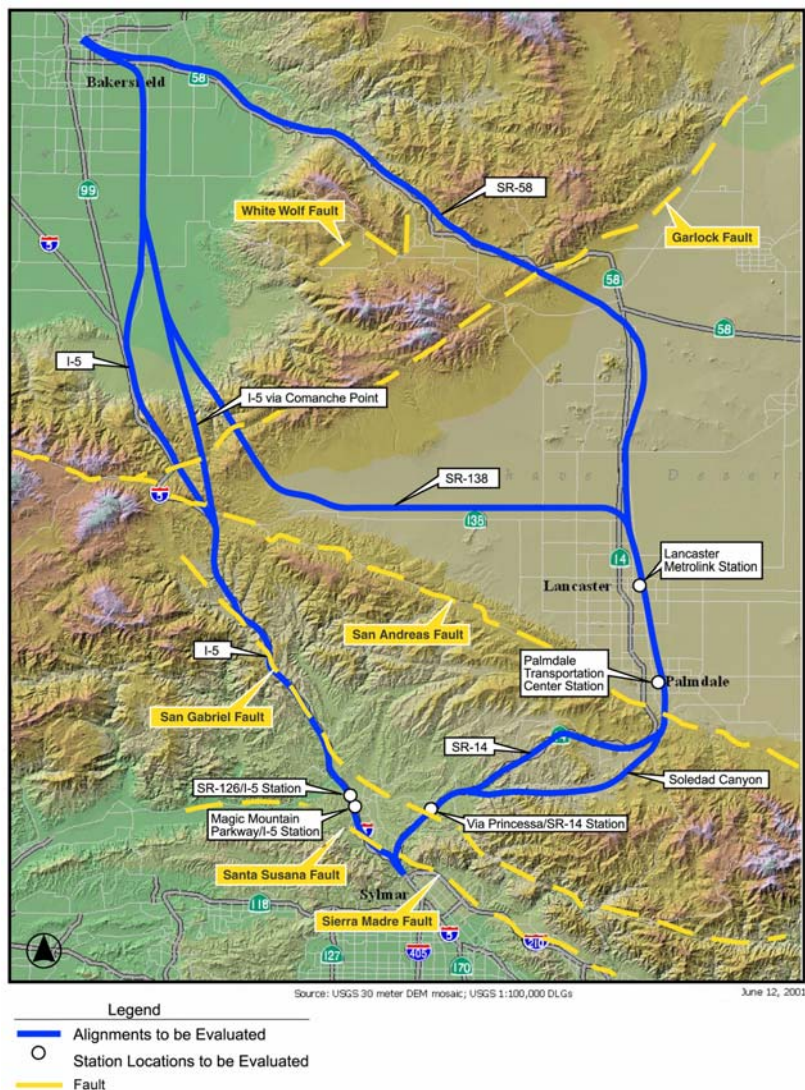 Bakersfield
58
99
SR-58
White Wolf Fault
Garlock Fault
5
58
58
I-5
I-5 via Comanche Point
5
SR-138
Desert
14
Lancaster
Lancaster
Metrolink Station
San Andreas Fault
I-5
Palmdale
Transportation
Center Station
Palmdale
San Gabriel Fault
SR-14
Soledad Canyon
SR-126/I-5 Station
Magic Mountain
Parkway/I-5 Station
Via Princessa/SR-14 Station
Santa Susana Fault
Sylmar
Sierra Madre Fault
118
127
405
5
170
210
Source: USGS 30 meter DEM mosaic; USGS 1:100,000 DLGs
June 12, 2001
Legend
Alignments to be Evaluated
Station Locations to be Evaluated
Fault